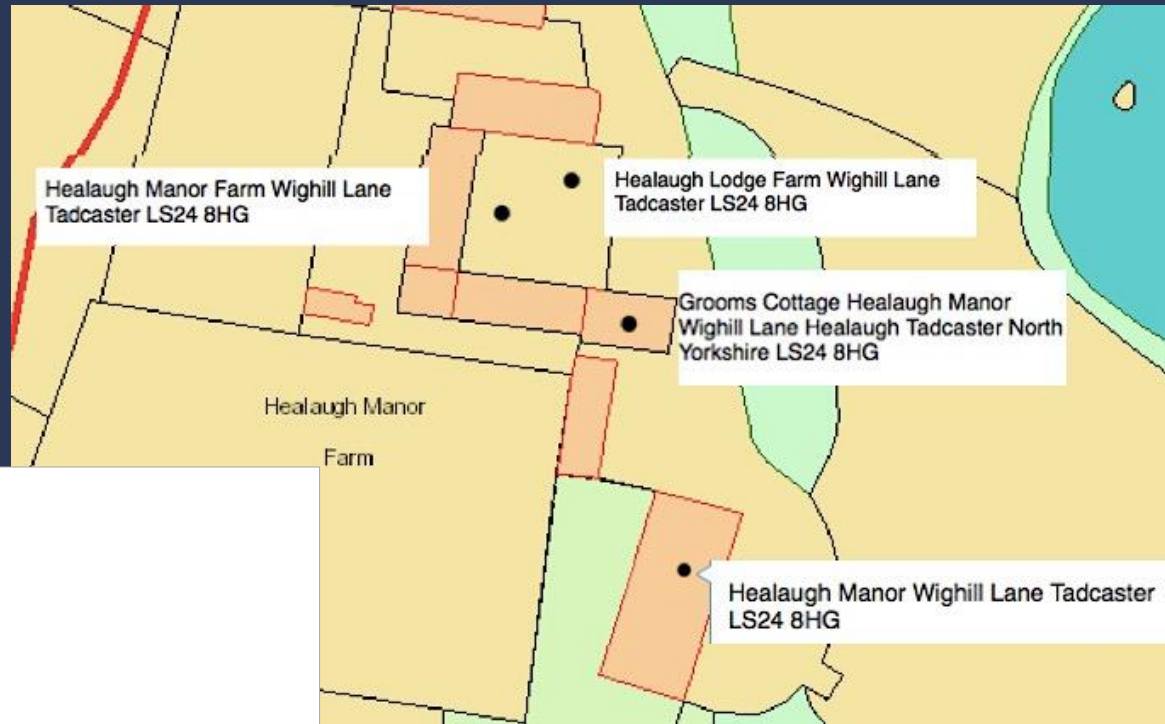 Healaugh Manor Farm Wighill Lane
Tadcaster LS24 8HG
Healaugh Lodge Farm Wighill Lane
Tadcaster LS24 8HG
Grooms Cottage Healaugh Manor
Wighill Lane Healaugh Tadcaster North
Yorkshire LS24 8HG
Healaugh Manor
Farm
Healaugh Manor Wighill Lane Tadcaster
LS24 8HG